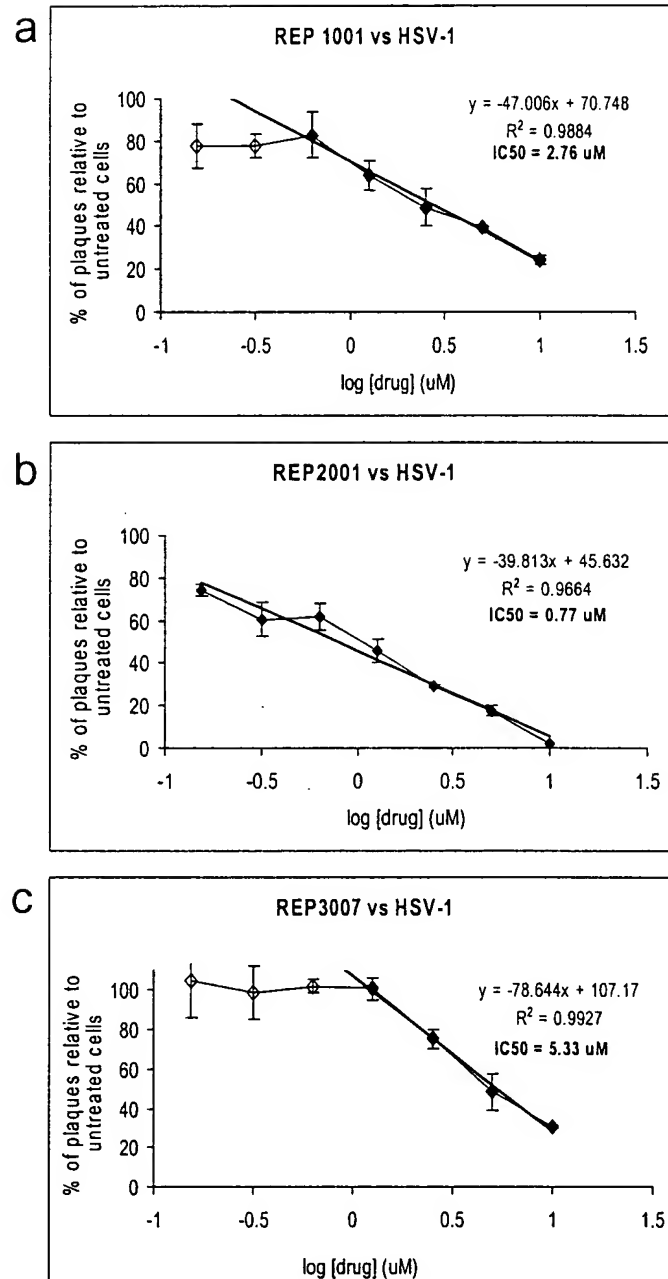 a
REP 1001 vs HSV-1
% of plaques relative to
untreated cells
100
80
60
40
20
0
-1
-0.5
0
0.5
1
1.5
log [drug] (uM)
y = -47.006x + 70.748
R² = 0.9884
IC50 = 2.76 uM
b
REP2001 vs HSV-1
% of plaques relative to
untreated cells
100
80
60
40
20
0
-1
-0.5
0
0.5
1
1.5
log [drug] (uM)
y = -39.813x + 45.632
R² = 0.9664
IC50 = 0.77 uM
c
REP3007 vs HSV-1
% of plaques relative to
untreated cells
100
80
60
40
20
0
-1
-0.5
0
0.5
1
1.5
log [drug] (uM)
y = -78.644x + 107.17
R² = 0.9927
IC50 = 5.33 uM